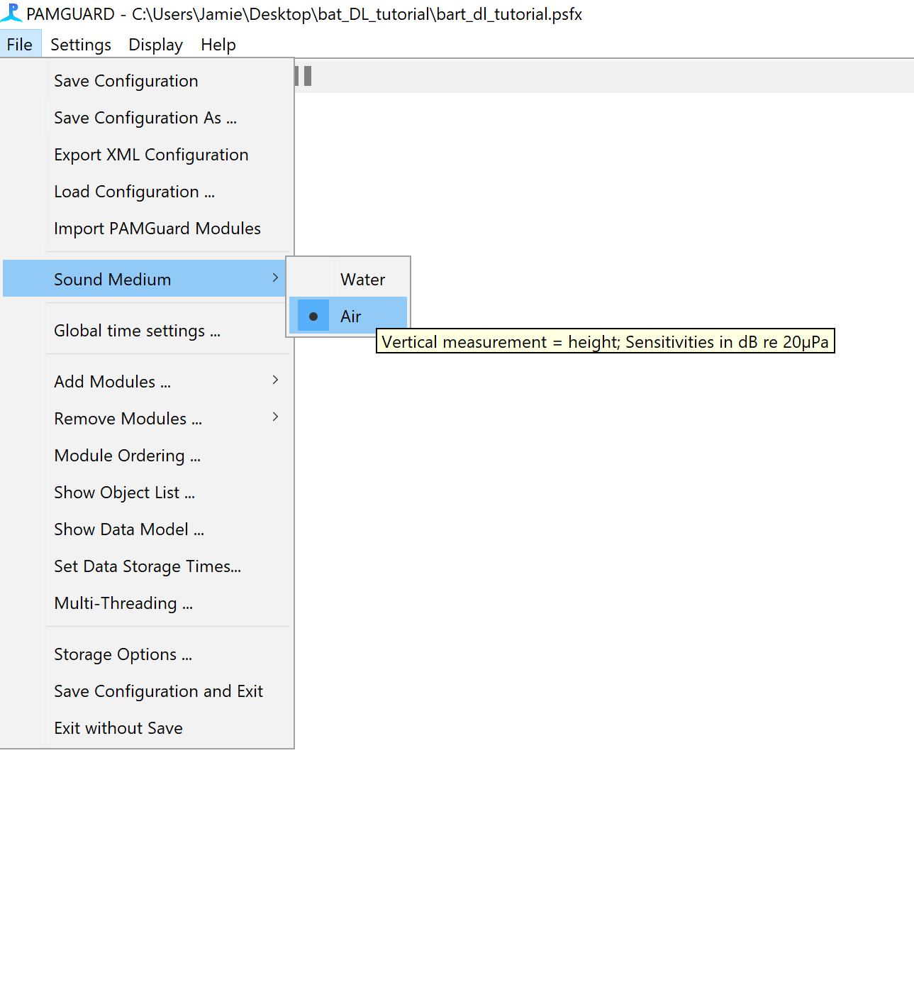 PAMGUARD - C:\Users\Jamie\Desktop\bat_DL_tutorial\bart_dl_tutorial.psfx
File Settings Display Help
Save Configuration
Save Configuration As ...
Export XML Configuration
Load Configuration ...
Import PAMGuard Modules
Sound Medium
Water
Air
Vertical measurement = height; Sensitivities in dB re 20µPa
Global time settings ...
Add Modules ...
Remove Modules ...
Module Ordering ...
Show Object List ...
Show Data Model ...
Set Data Storage Times...
Multi-Threading ...
Storage Options ...
Save Configuration and Exit
Exit without Save